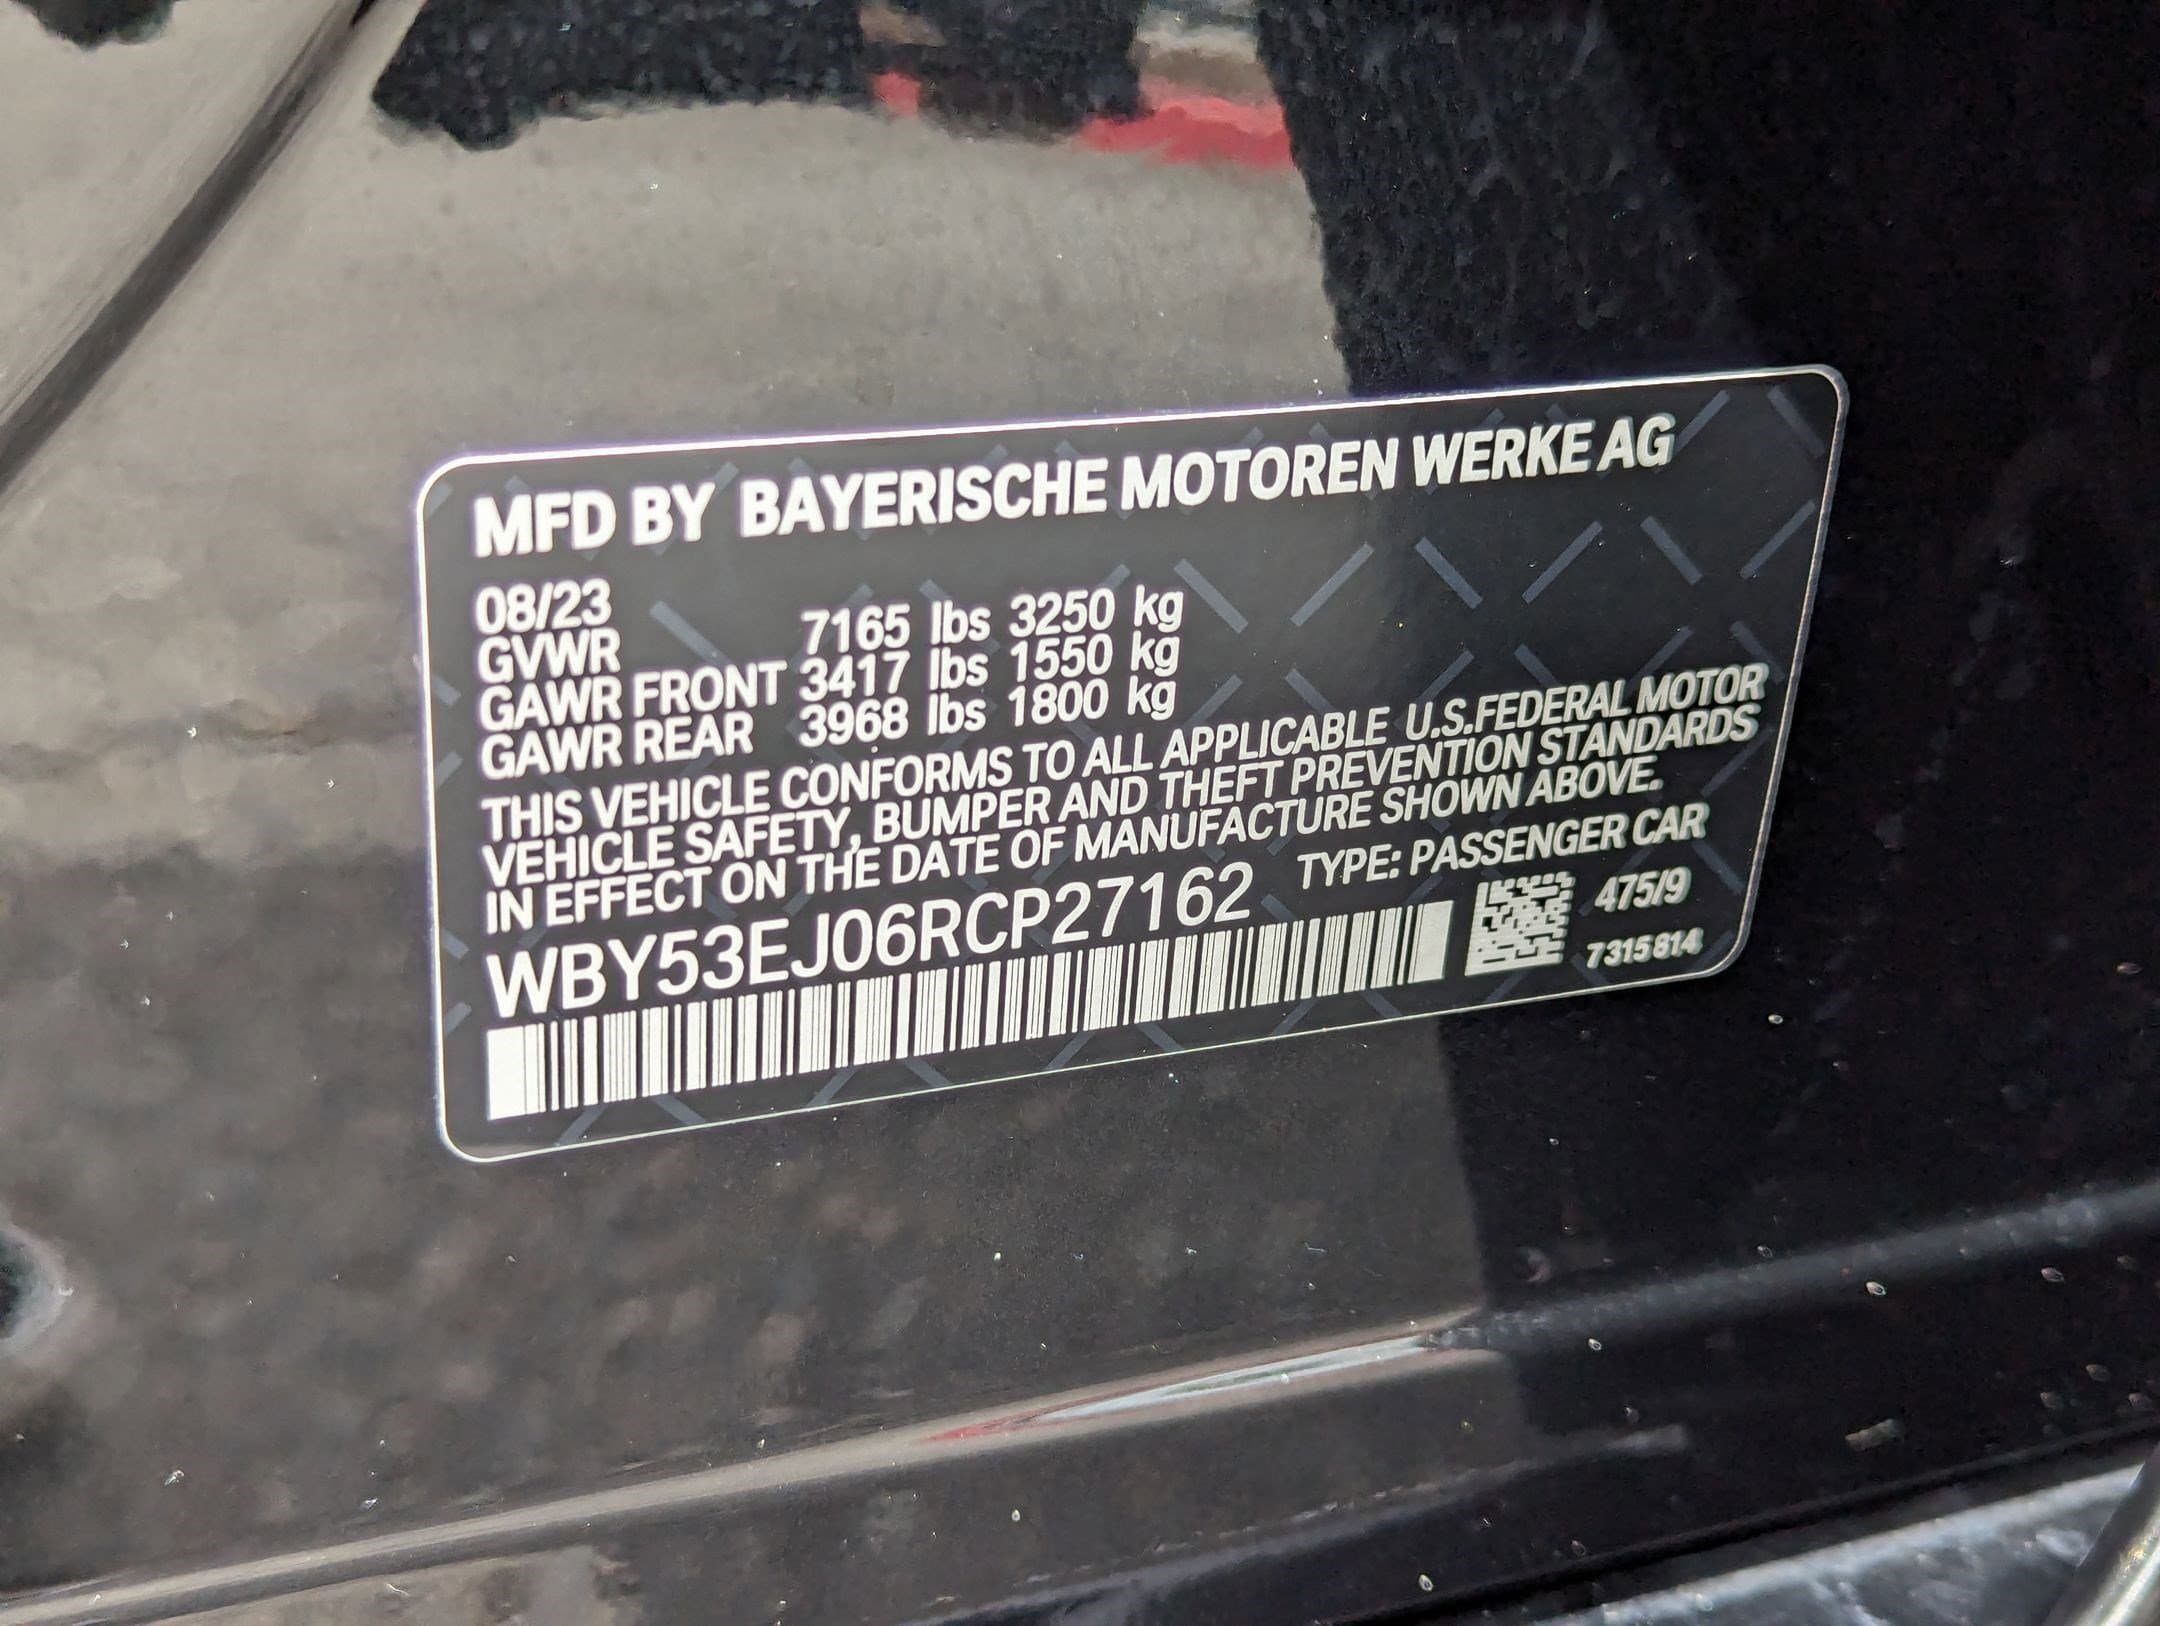 MFD BY BAYERISCHE MOTOREN WERKE AG
08/23
GVWR 7165 lbs 3250 kg
GAWR FRONT 3417 lbs 1550 kg
GAWR REAR 3968 lbs 1800 kg
THIS VEHICLE CONFORMS TO ALL APPLICABLE U.S.FEDERAL MOTOR
VEHICLE SAFETY, BUMPER AND THEFT PREVENTION STANDARDS
IN EFFECT ON THE DATE OF MANUFACTURE SHOWN ABOVE.
WBY53EJ06RCP27162 TYPE: PASSENGER CAR
475/9
7315814